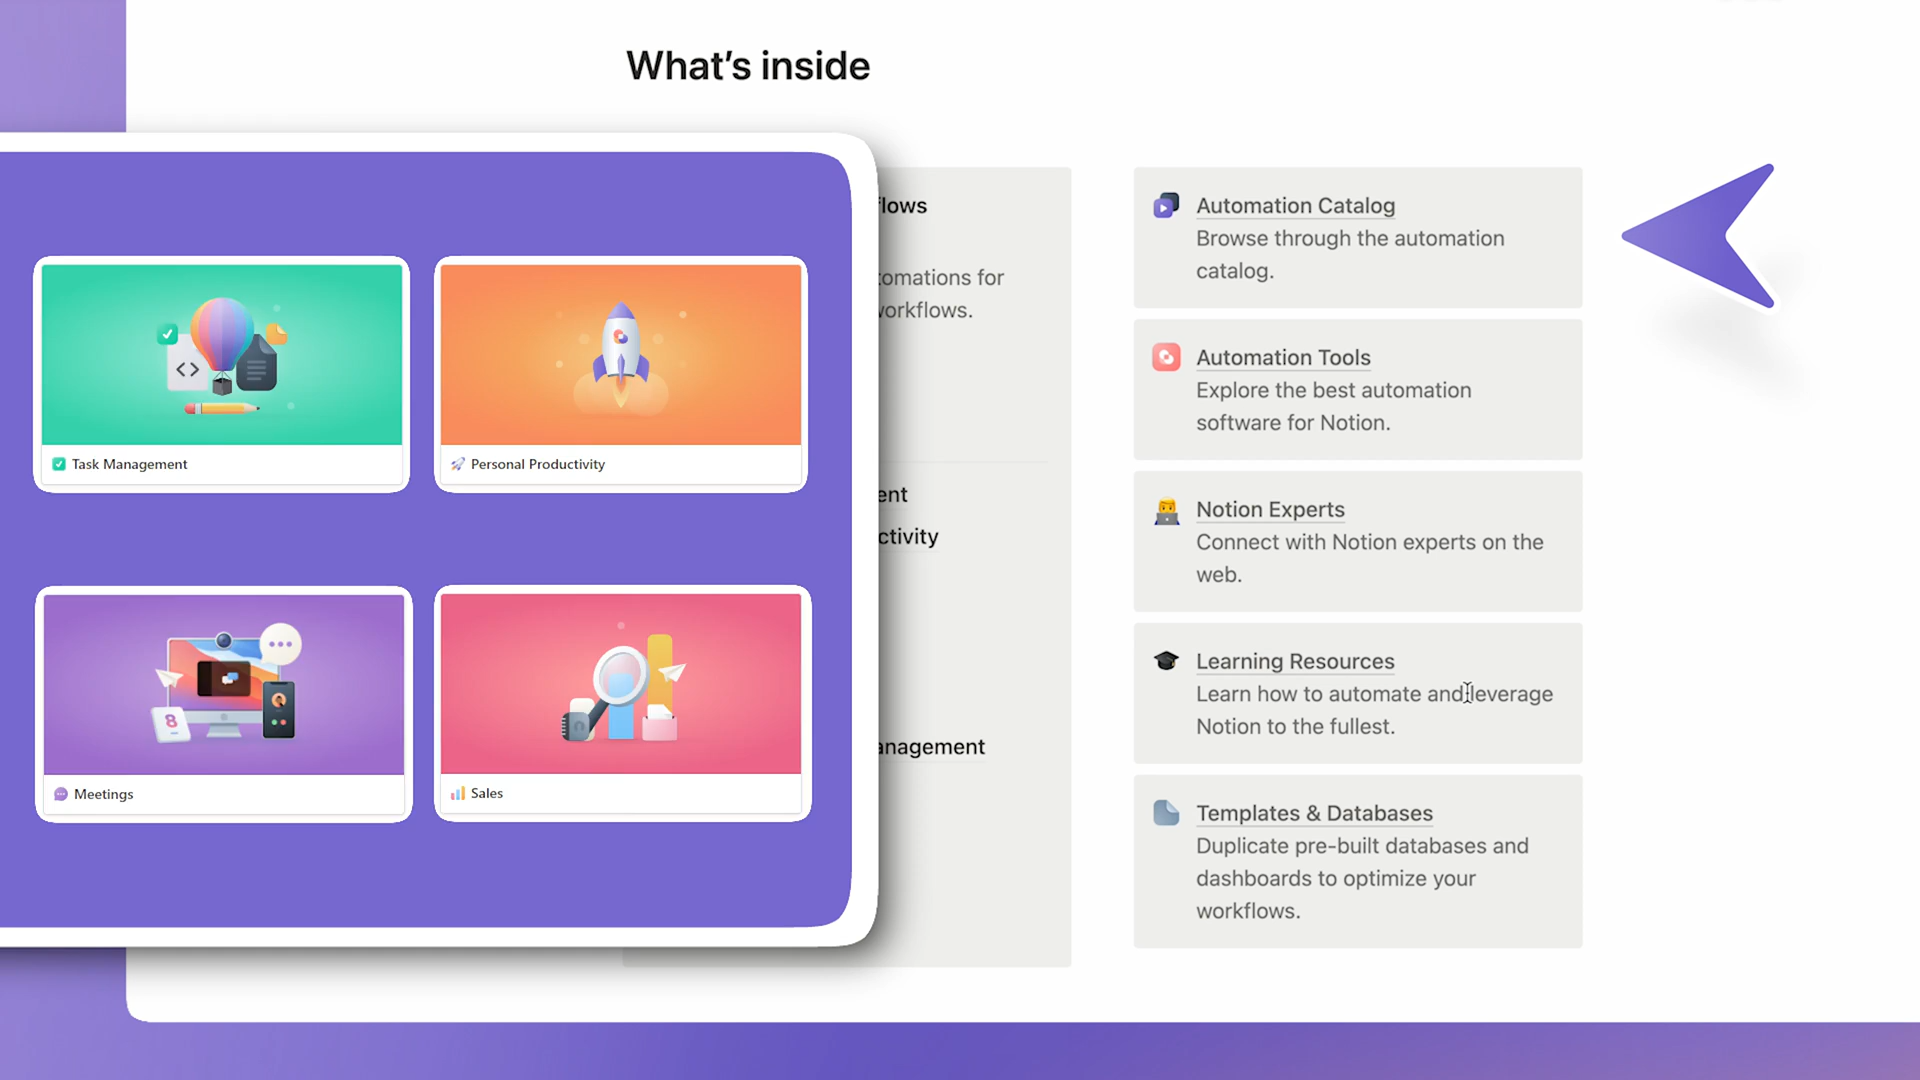 What's inside
Task Management
Personal Productivity
Meetings
8
Sales
flows
omations for
workflows.
ent
ctivity
anagement
Automation Catalog
Browse through the automation
catalog.
Automation Tools
Explore the best automation
software for Notion.
Notion Experts
Connect with Notion experts on the
web.
Learning Resources
Learn how to automate and leverage
Notion to the fullest.
Templates & Databases
Duplicate pre-built databases and
dashboards to optimize your
workflows.